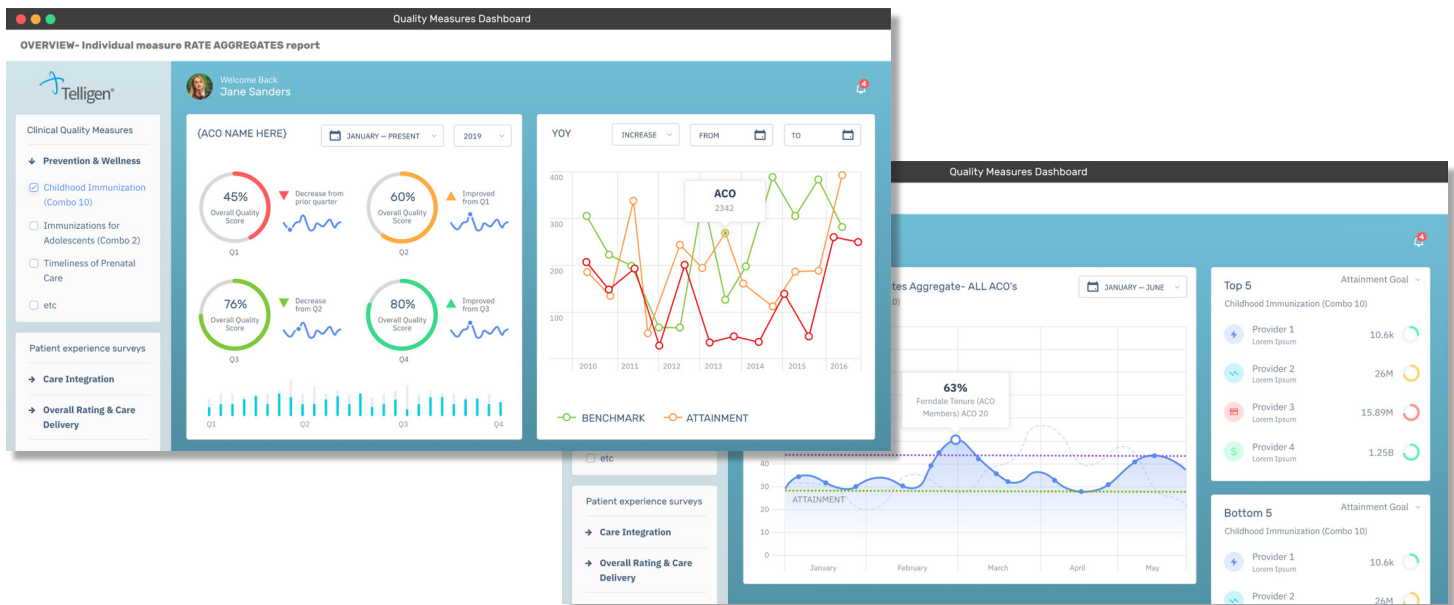 Quality Measures Dashboard
OVERVIEW- Individual measure RATE AGGREGATES report
Telligen®
Welcome Back
Jane Sanders
4
Clinical Quality Measures
Prevention & Wellness
Childhood Immunization
(Combo 10)
Immunizations for
Adolescents (Combo 2)
Timeliness of Prenatal
Care
etc
Patient experience surveys
Care Integration
Overall Rating & Care
Delivery
{ACO NAME HERE}
JANUARY — PRESENT
2019
45%
Overall Quality
Score
Q1
Decrease from
prior quarter
60%
Overall Quality
Score
Q2
Improved
from Q1
76%
Overall Quality
Score
Q3
Decrease
from Q2
80%
Overall Quality
Score
Q4
Improved
from Q3
Q1 Q2 Q3 Q4
YOY
INCREASE
FROM
TO
400
300
200
100
ACO
2342
2010 2011 2012 2013 2014 2015 2016
BENCHMARK
ATTAINMENT
Quality Measures Dashboard
4
etc
Patient experience surveys
Care Integration
Overall Rating & Care
Delivery
tes Aggregate- ALL ACO's
0)
JANUARY — JUNE
63%
Ferndale Tenure (ACO
Members) ACO 20
40
30
ATTAINMENT
20
10
0
January February March April May
Top 5
Attainment Goal
Childhood Immunization (Combo 10)
Provider 1
Lorem Ipsum
10.6k
Provider 2
Lorem Ipsum
26M
Provider 3
Lorem Ipsum
15.89M
Provider 4
Lorem Ipsum
1.25B
Bottom 5
Attainment Goal
Childhood Immunization (Combo 10)
Provider 1
Lorem Ipsum
10.6k
Provider 2
26M